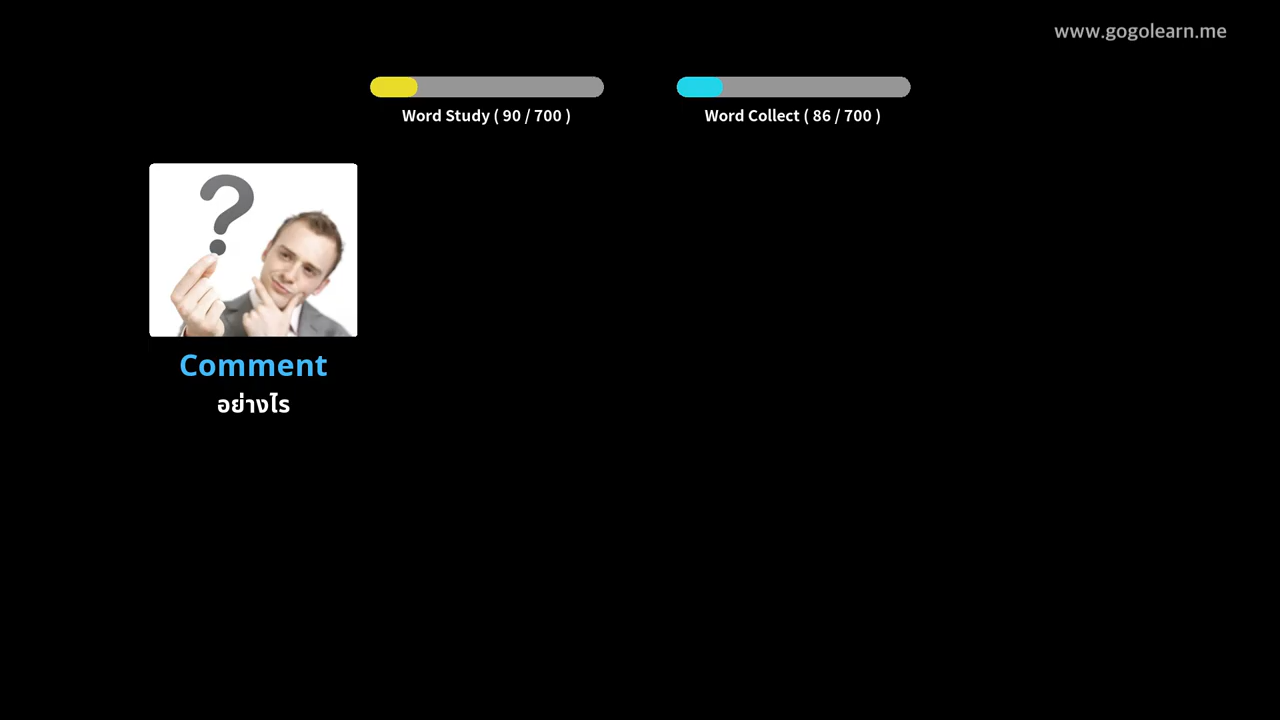 www.gogolearn.me
Word Study ( 90 / 700 )
Word Collect ( 86 / 700 )
?
Comment
อย่างไร